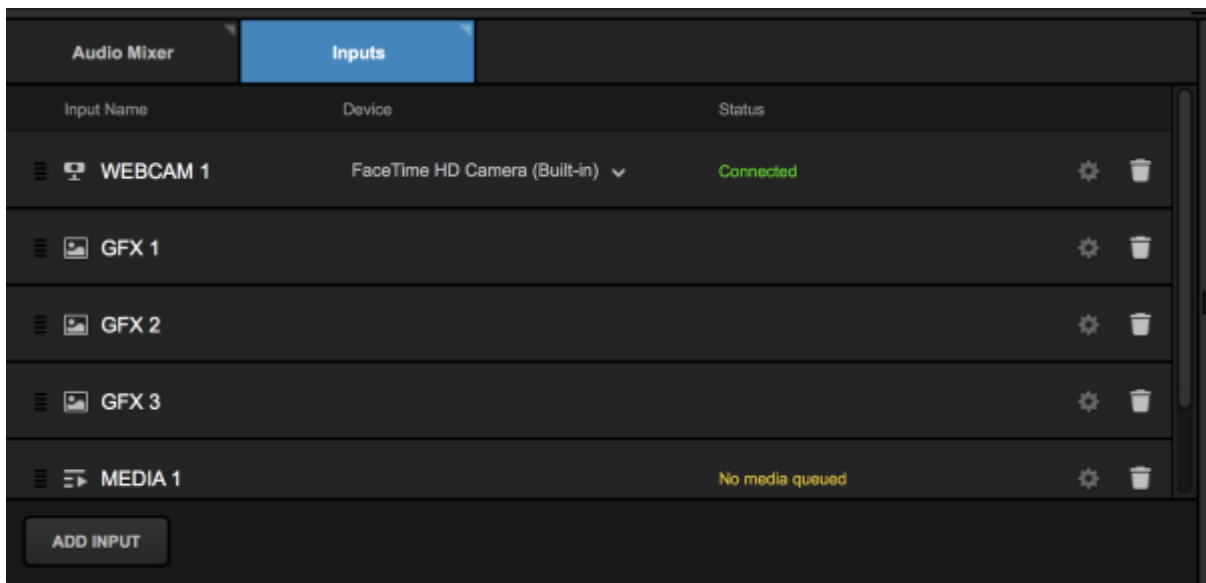 Audio Mixer Inputs
Input Name Device Status
WEBCAM 1 FaceTime HD Camera (Built-in) Connected
GFX 1
GFX 2
GFX 3
MEDIA 1 No media queued
ADD INPUT